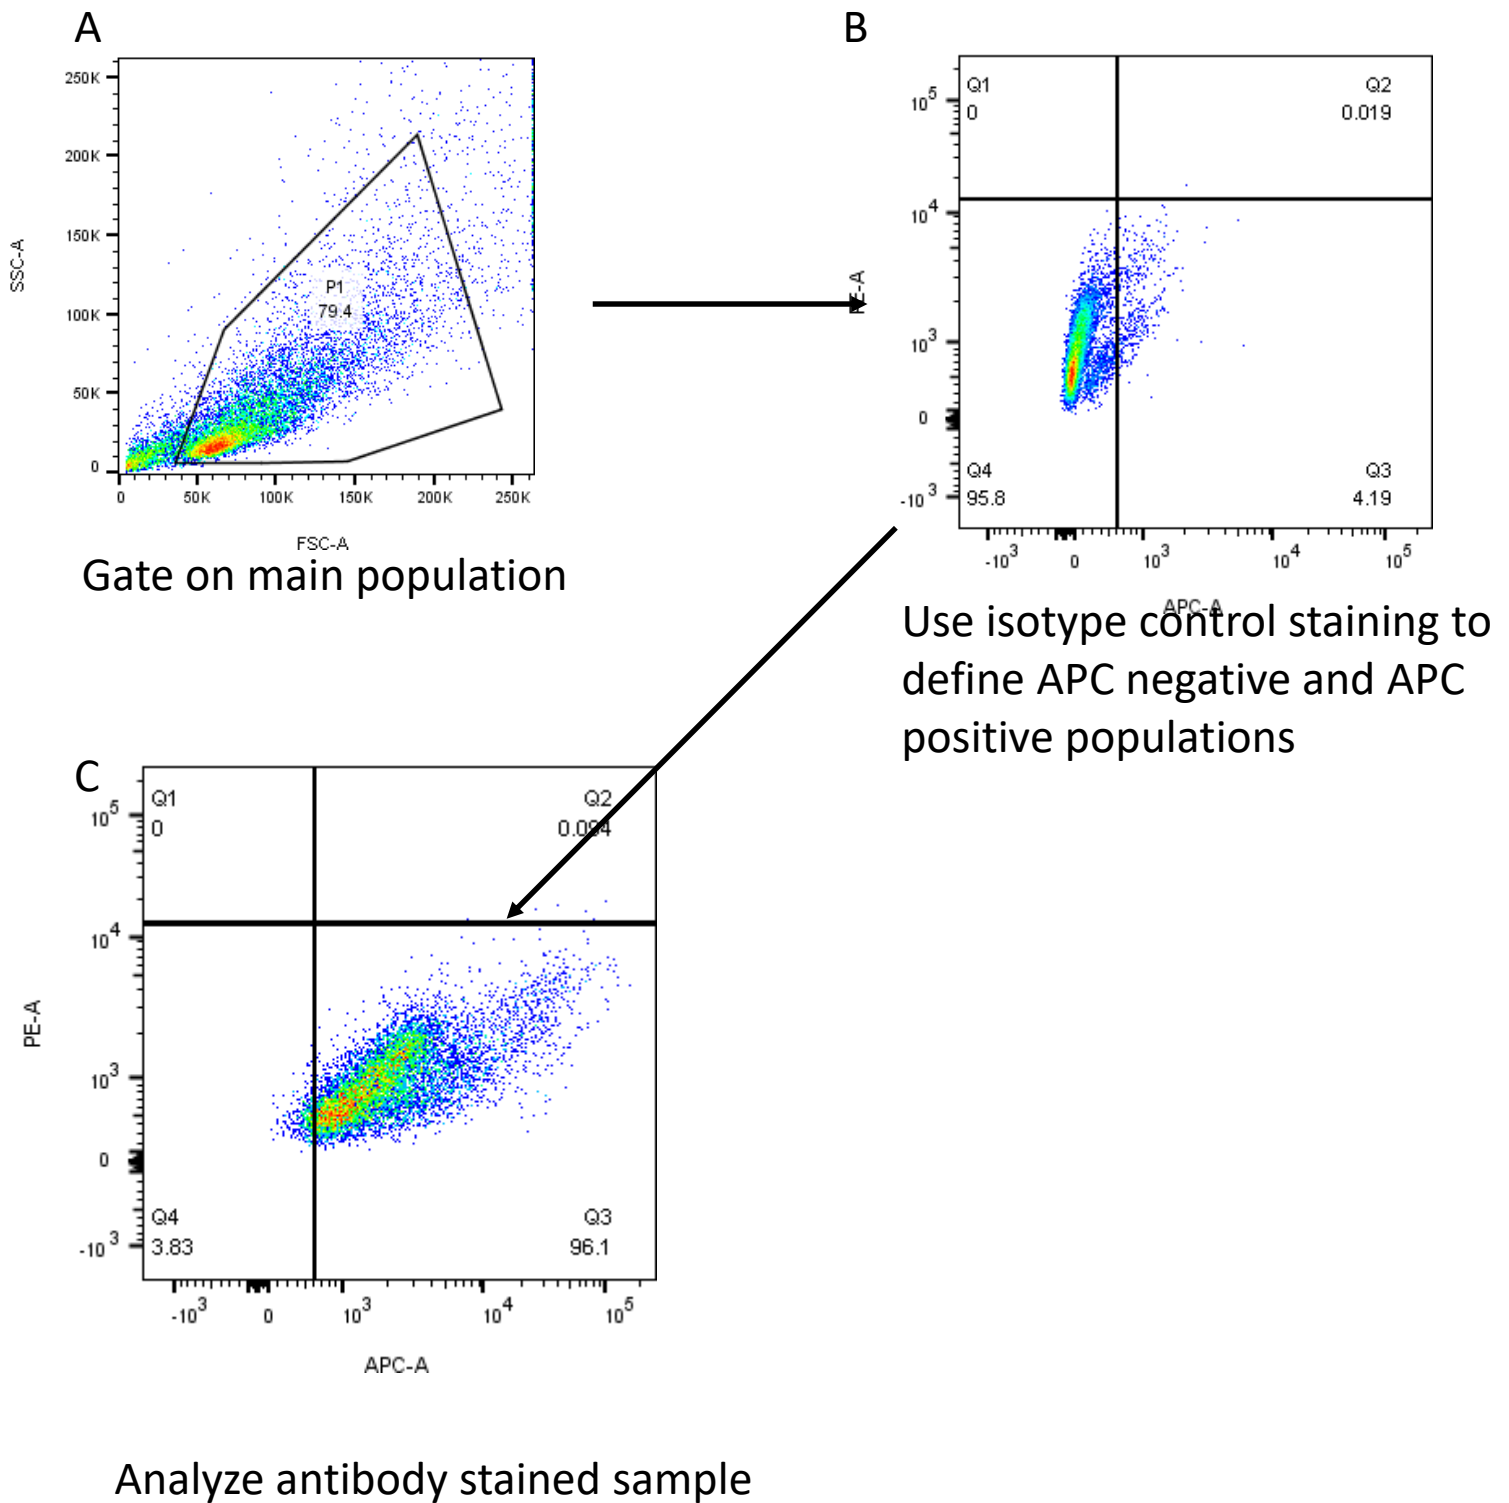 A
250K
200K
150K
100K
50K
0
SSC-A
P1
79.4
0 50K 100K 150K 200K 250K
FSC-A
Gate on main population
B
Q1
0
Q2
0.019
10^5
10^4
10^3
0
-10^3
PE-A
Q4
95.8
Q3
4.19
-10^3 0 10^3 10^4 10^5
APC-A
Use isotype control staining to
define APC negative and APC
positive populations
C
Q1
0
Q2
0.094
10^5
10^4
10^3
0
-10^3
PE-A
Q4
3.83
Q3
96.1
-10^3 0 10^3 10^4 10^5
APC-A
Analyze antibody stained sample